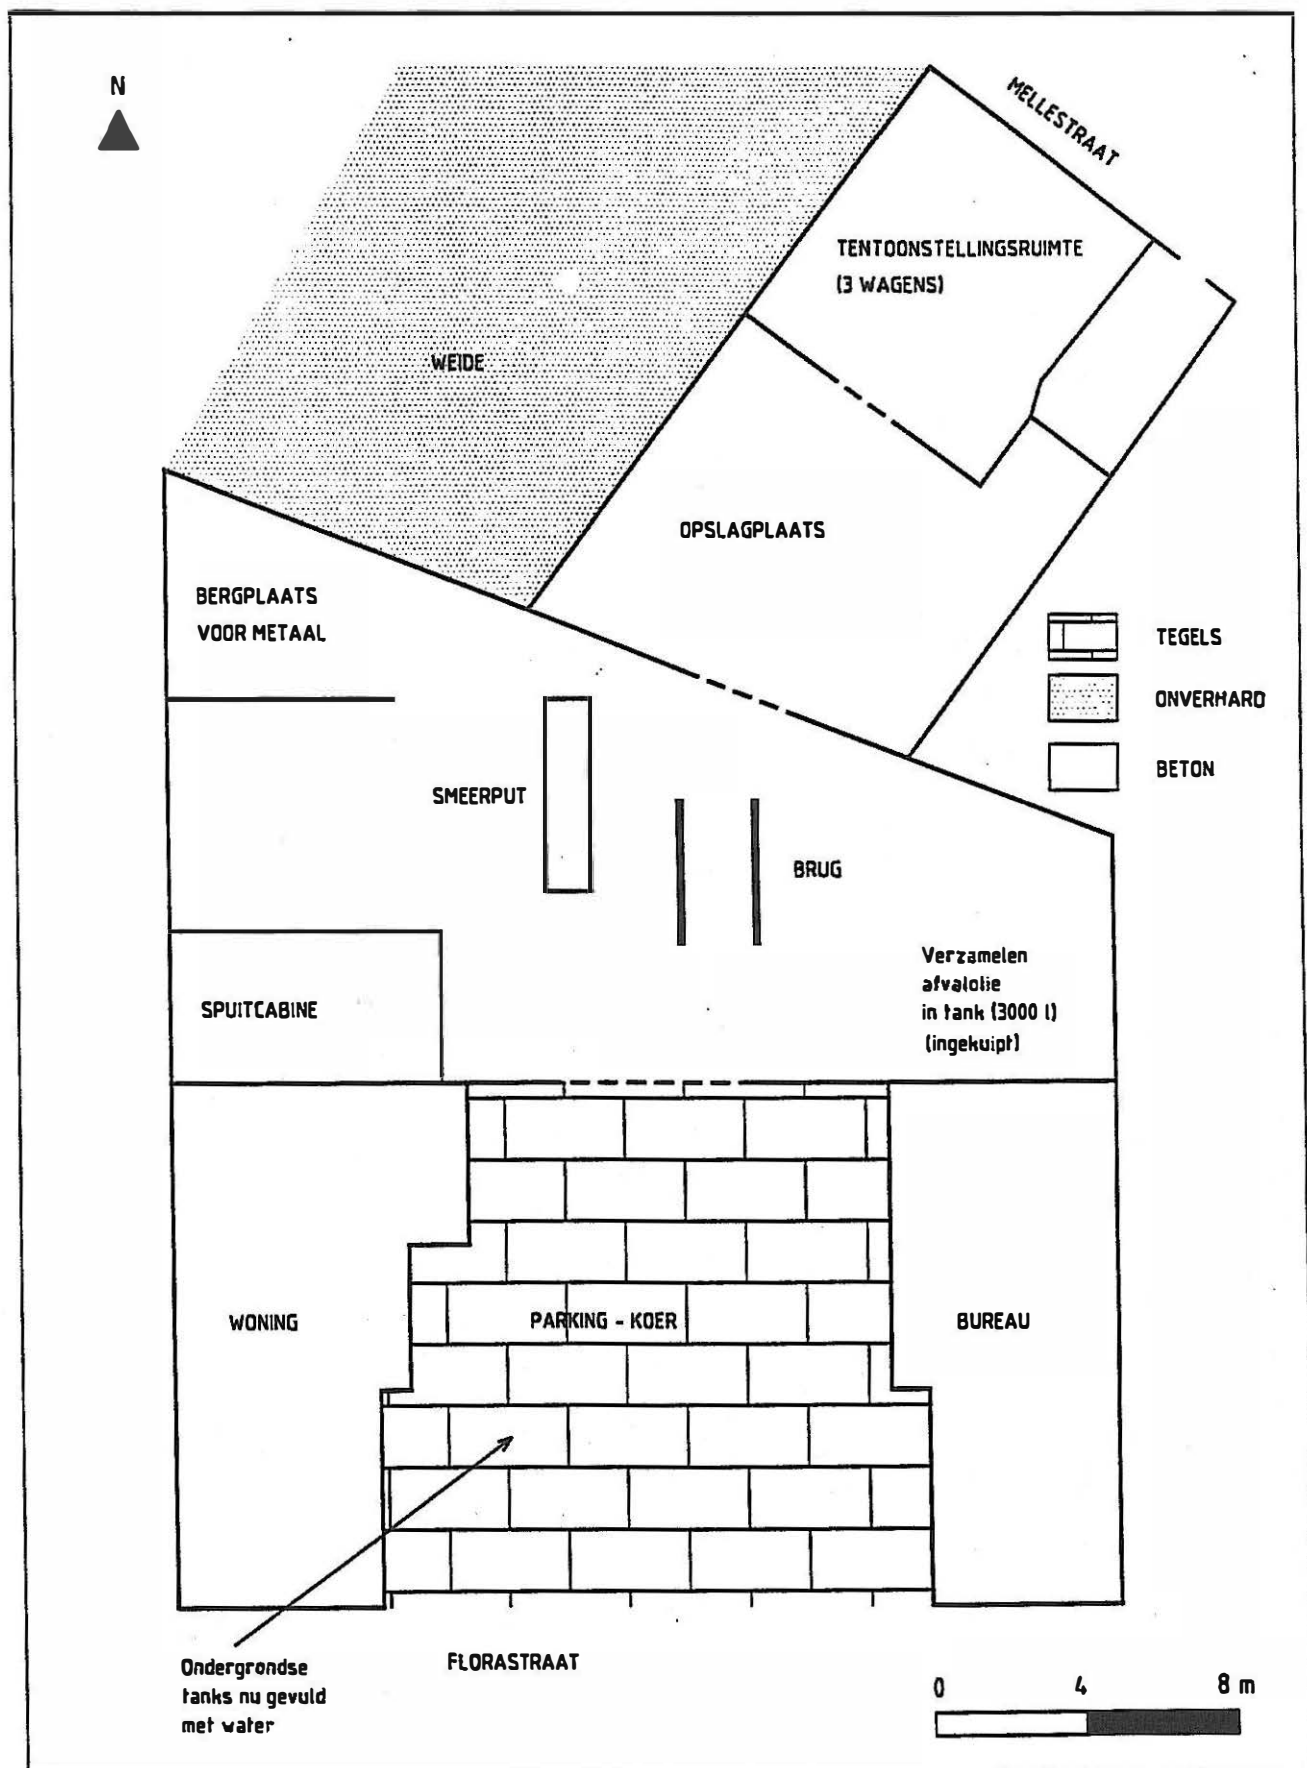 N
MELLESTRAAT
TENTOONSTELLINGSRUIMTE
(3 WAGENS)
WEIDE
OPSLAGPLAATS
BERGPLAATS
VOOR METAAL
TEGELS
ONVERHARD
BETON
SMEERPUT
BRUG
Verzamelen
afvalolie
in tank (3000 l)
(ingekuipt)
SPUITCABINE
WONING
PARKING - KOER
BUREAU
Ondergrondse
tanks nu gevuld
met water
FLORASTRAAT
0 4 8 m